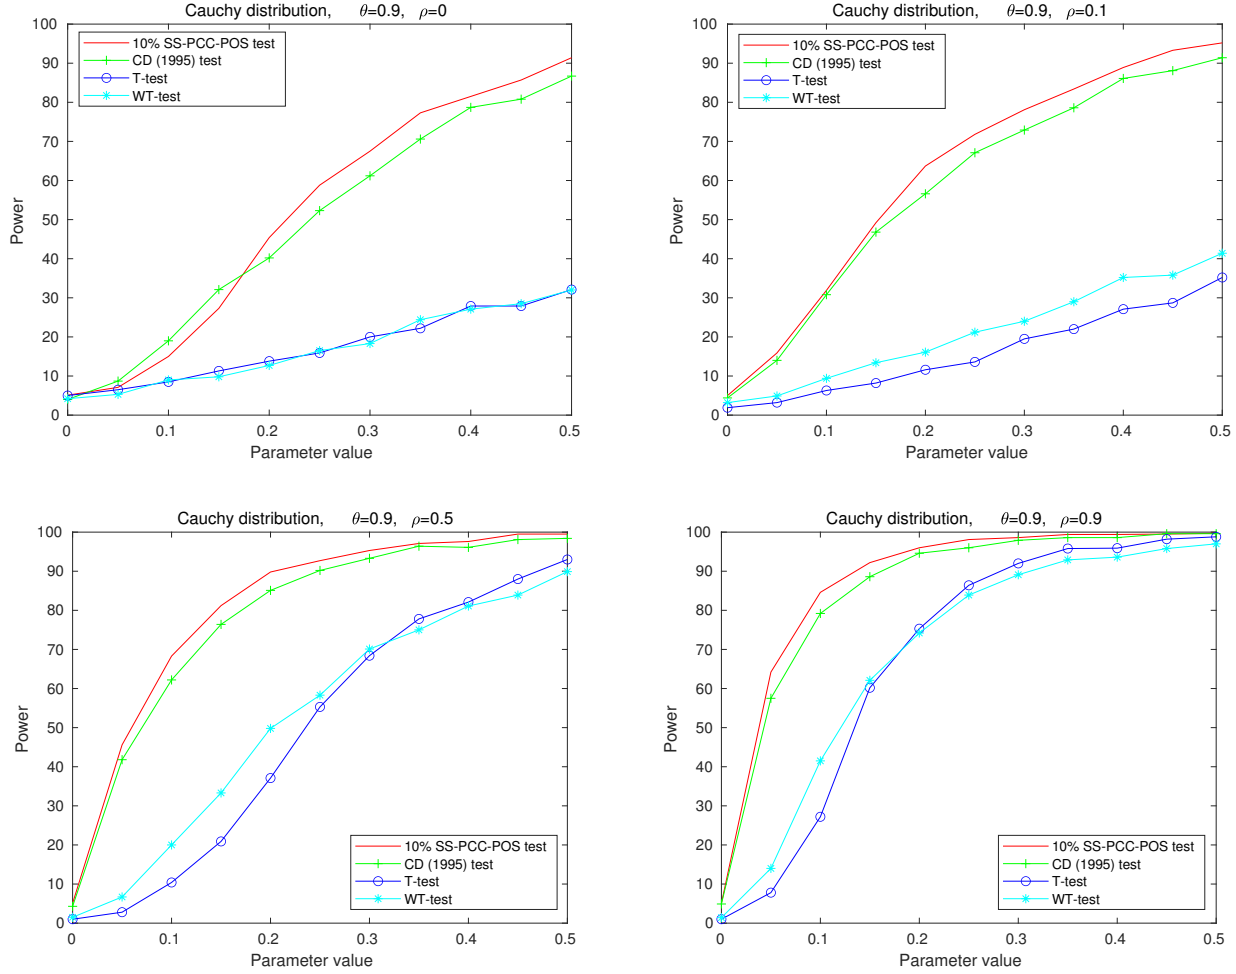 Cauchy distribution, θ=0.9, ρ=0
100
90
80
70
60
50
40
30
20
10
0
Power
10% SS-PCC-POS test
CD (1995) test
T-test
WT-test
0 0.1 0.2 0.3 0.4 0.5
Parameter value
Cauchy distribution, θ=0.9, ρ=0.1
100
90
80
70
60
50
40
30
20
10
0
Power
10% SS-PCC-POS test
CD (1995) test
T-test
WT-test
0 0.1 0.2 0.3 0.4 0.5
Parameter value
Cauchy distribution, θ=0.9, ρ=0.5
100
90
80
70
60
50
40
30
20
10
0
Power
10% SS-PCC-POS test
CD (1995) test
T-test
WT-test
0 0.1 0.2 0.3 0.4 0.5
Parameter value
Cauchy distribution, θ=0.9, ρ=0.9
100
90
80
70
60
50
40
30
20
10
0
Power
10% SS-PCC-POS test
CD (1995) test
T-test
WT-test
0 0.1 0.2 0.3 0.4 0.5
Parameter value